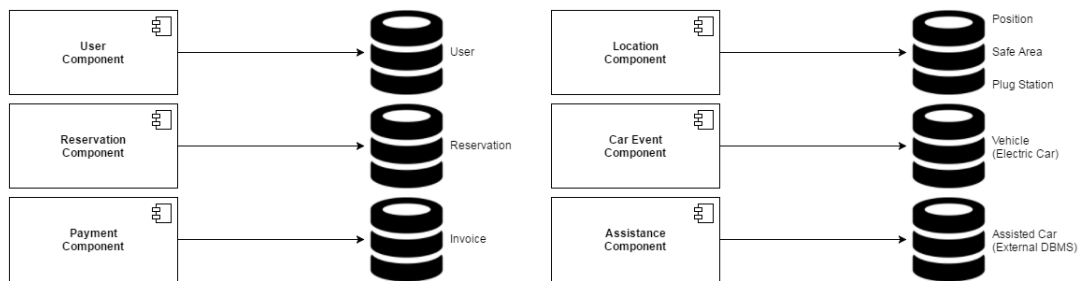 User
Component
User
Reservation
Component
Reservation
Payment
Component
Invoice
Location
Component
Position
Safe Area
Plug Station
Car Event
Component
Vehicle
(Electric Car)
Assistance
Component
Assisted Car
(External DBMS)